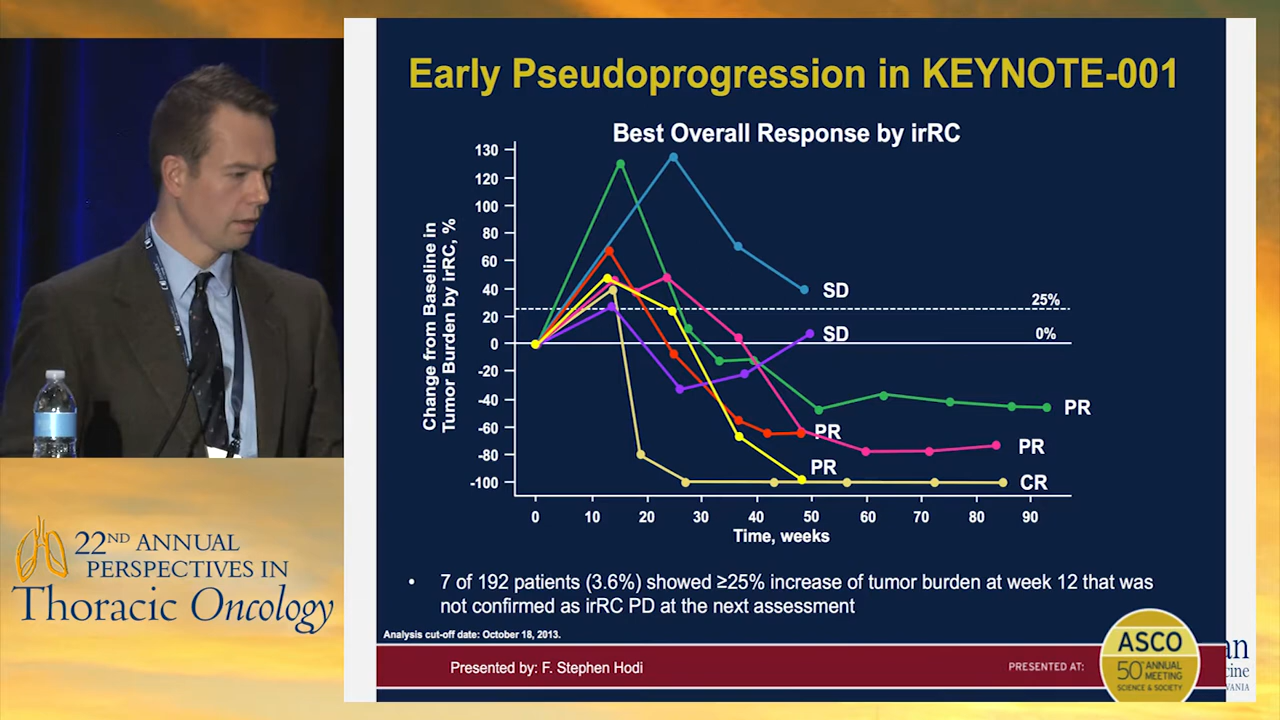 Early Pseudoprogression in KEYNOTE-001
Best Overall Response by irRC
Change from Baseline in
Tumor Burden by irRC, %
130
120
100
80
60
40
20
0
-20
-40
-60
-80
-100
25%
0%
SD
SD
PR
PR
PR
PR
CR
0 10 20 30 40 50 60 70 80 90
Time, weeks
• 7 of 192 patients (3.6%) showed ≥25% increase of tumor burden at week 12 that was
not confirmed as irRC PD at the next assessment
Analysis cut-off date: October 18, 2013.
Presented by: F. Stephen Hodi
PRESENTED AT:
ASCO
50TH ANNUAL
MEETING
SCIENCE & SOCIETY
22ND ANNUAL
PERSPECTIVES IN
Thoracic Oncology